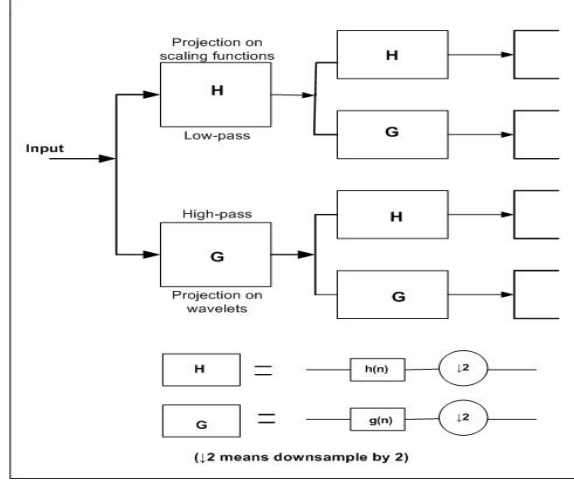 Projection on
scaling functions
H
Low-pass
H
G
Input
High-pass
G
Projection on
wavelets
H
G
H = h(n) ↓2
G = g(n) ↓2
(↓2 means downsample by 2)